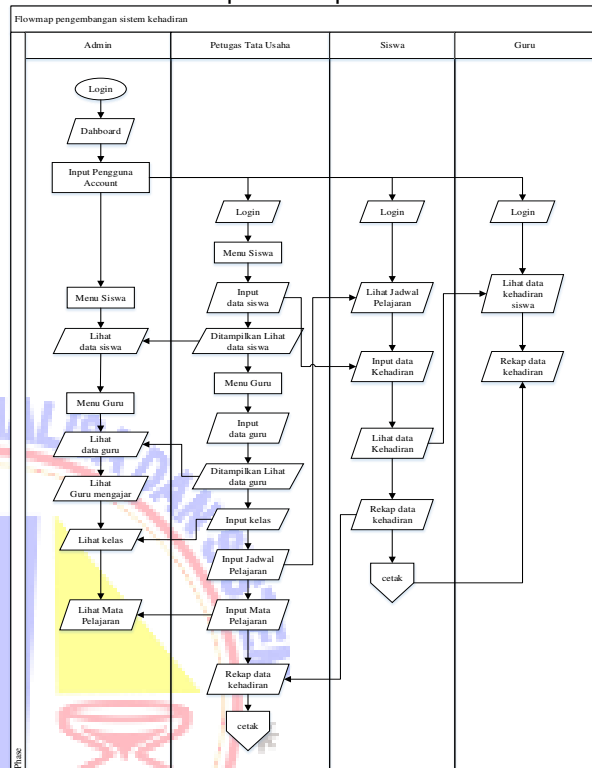 Flowmap pengembangan sistem kehadiran
Admin
Petugas Tata Usaha
Siswa
Guru
Login
Dahboard
Input Pengguna
Account
Menu Siswa
Lihat
data siswa
Menu Guru
Lihat
data guru
Lihat
Guru mengajar
Lihat kelas
Lihat Mata
Pelajaran
Login
Menu Siswa
Input
data siswa
Ditampilkan Lihat
data siswa
Menu Guru
Input
data guru
Ditampilkan Lihat
data guru
Input kelas
Input Jadwal
Pelajaran
Input Mata
Pelajaran
Rekap data
kehadiran
cetak
Login
Lihat Jadwal
Pelajaran
Input data
Kehadiran
Lihat data
Kehadiran
Rekap data
kehadiran
cetak
Login
Lihat data
kehadiran
siswa
Rekap data
kehadiran
Phase